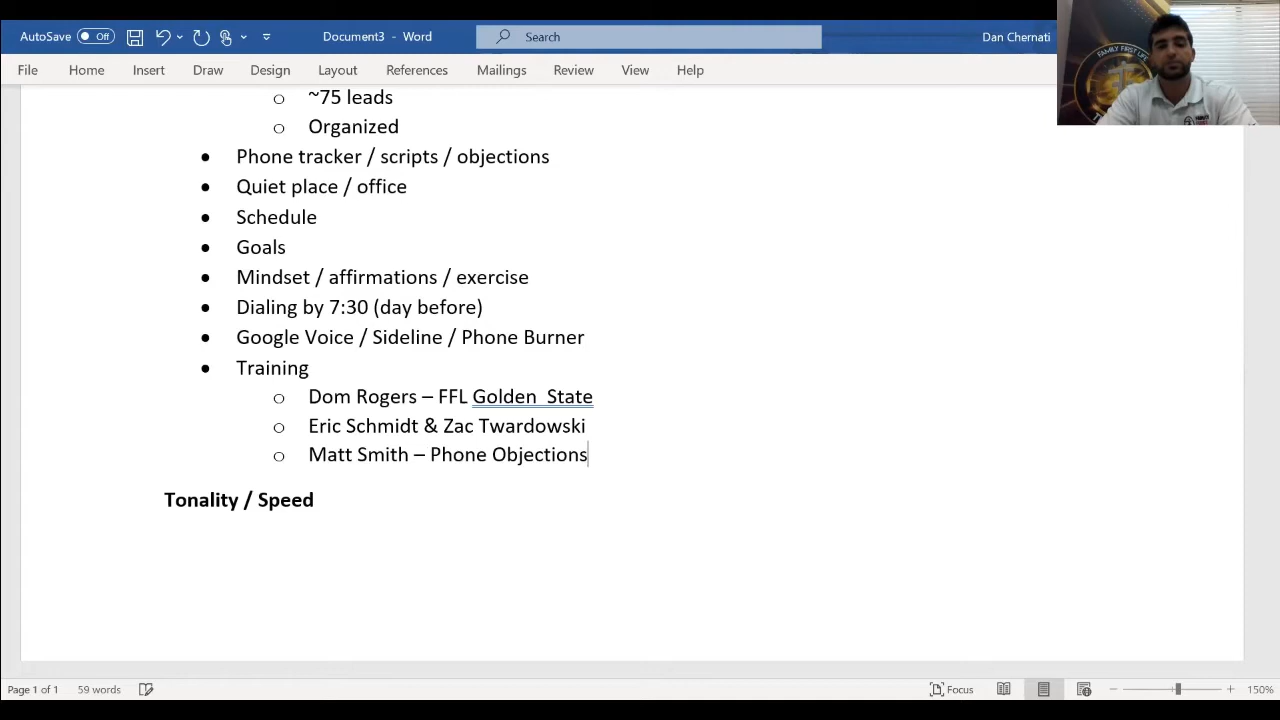 AutoSave Off Document3 - Word Search Dan Chernati
File Home Insert Draw Design Layout References Mailings Review View Help
FAMILY FIRST LIFE
o ~75 leads
o Organized
• Phone tracker / scripts / objections
• Quiet place / office
• Schedule
• Goals
• Mindset / affirmations / exercise
• Dialing by 7:30 (day before)
• Google Voice / Sideline / Phone Burner
• Training
o Dom Rogers – FFL Golden  State
o Eric Schmidt & Zac Twardowski
o Matt Smith – Phone Objections
Tonality / Speed
Page 1 of 1 59 words Focus 150%